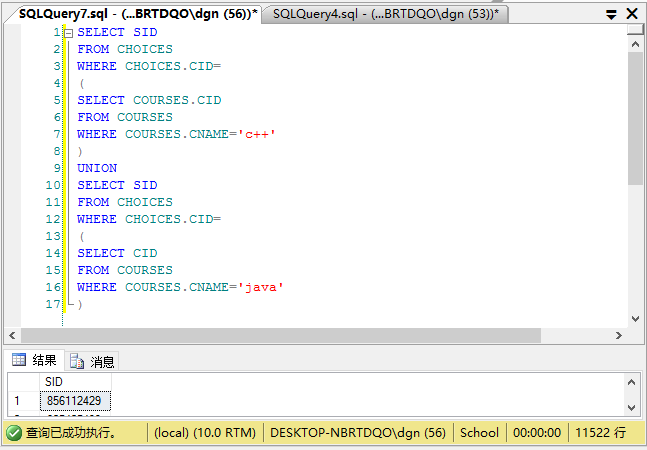 SQLQuery7.sql - (...BRTDQO\dgn (56))* SQLQuery4.sql - (...BRTDQO\dgn (53))*
1 SELECT SID
2 FROM CHOICES
3 WHERE CHOICES.CID=
4 (
5 SELECT COURSES.CID
6 FROM COURSES
7 WHERE COURSES.CNAME='c++'
8 )
9 UNION
10 SELECT SID
11 FROM CHOICES
12 WHERE CHOICES.CID=
13 (
14 SELECT CID
15 FROM COURSES
16 WHERE COURSES.CNAME='java'
17 )
结果 消息
SID
1 856112429
查询已成功执行。 (local) (10.0 RTM) DESKTOP-NBRTDQO\dgn (56) School 00:00:00 11522 行